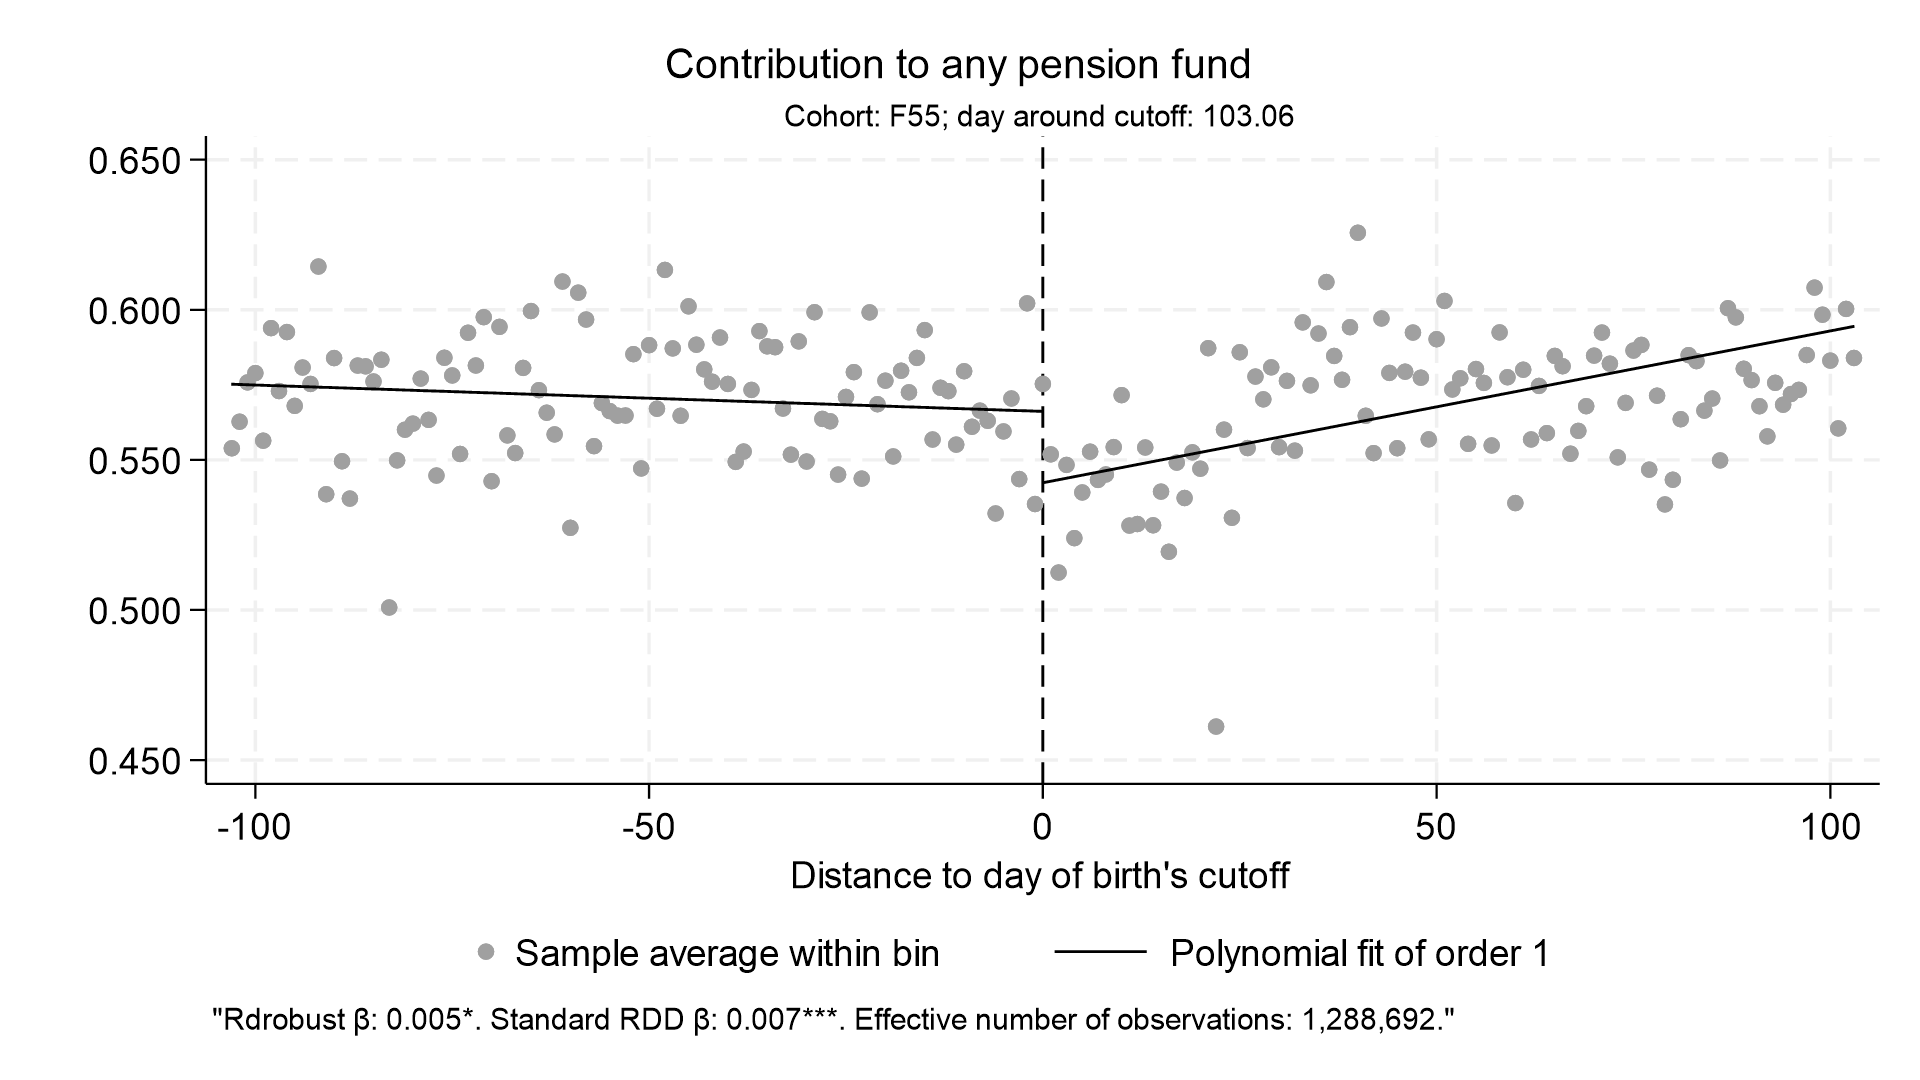 Contribution to any pension fund
Cohort: F55; day around cutoff: 103.06
0.650
0.600
0.550
0.500
0.450
-100 -50 0 50 100
Distance to day of birth's cutoff
Sample average within bin Polynomial fit of order 1
"Rdrobust β: 0.005*. Standard RDD β: 0.007***. Effective number of observations: 1,288,692."